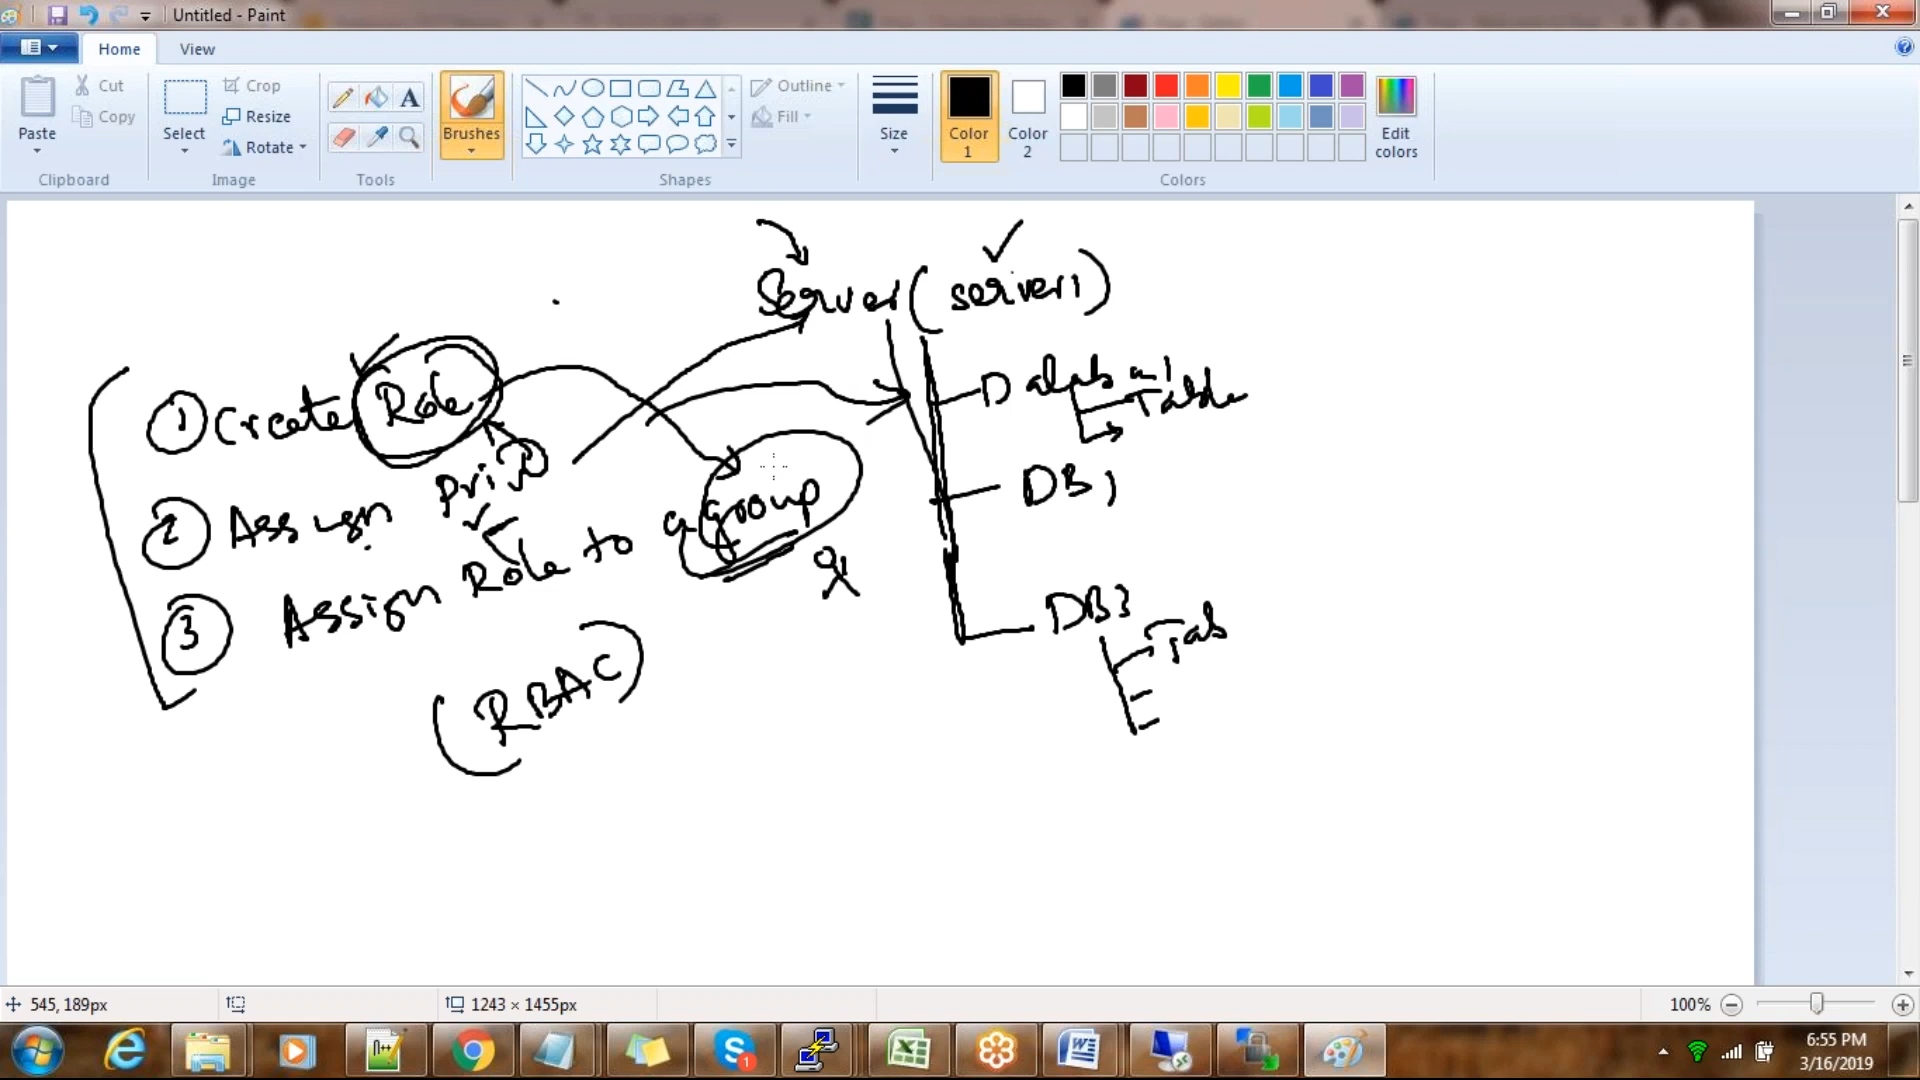 Untitled - Paint
Home View
Paste
Cut
Copy
Clipboard
Select
Crop
Resize
Rotate
Image
A
Tools
Brushes
Outline
Fill
Shapes
Size
Color 1
Color 2
Edit colors
Colors
Server (server1)
① Create Role
② Assign Priv
③ Assign Role to a group
(RBAC)
Table
DB1
DB3
Tab
545, 189px
1243 × 1455px
100%
6:55 PM
3/16/2019